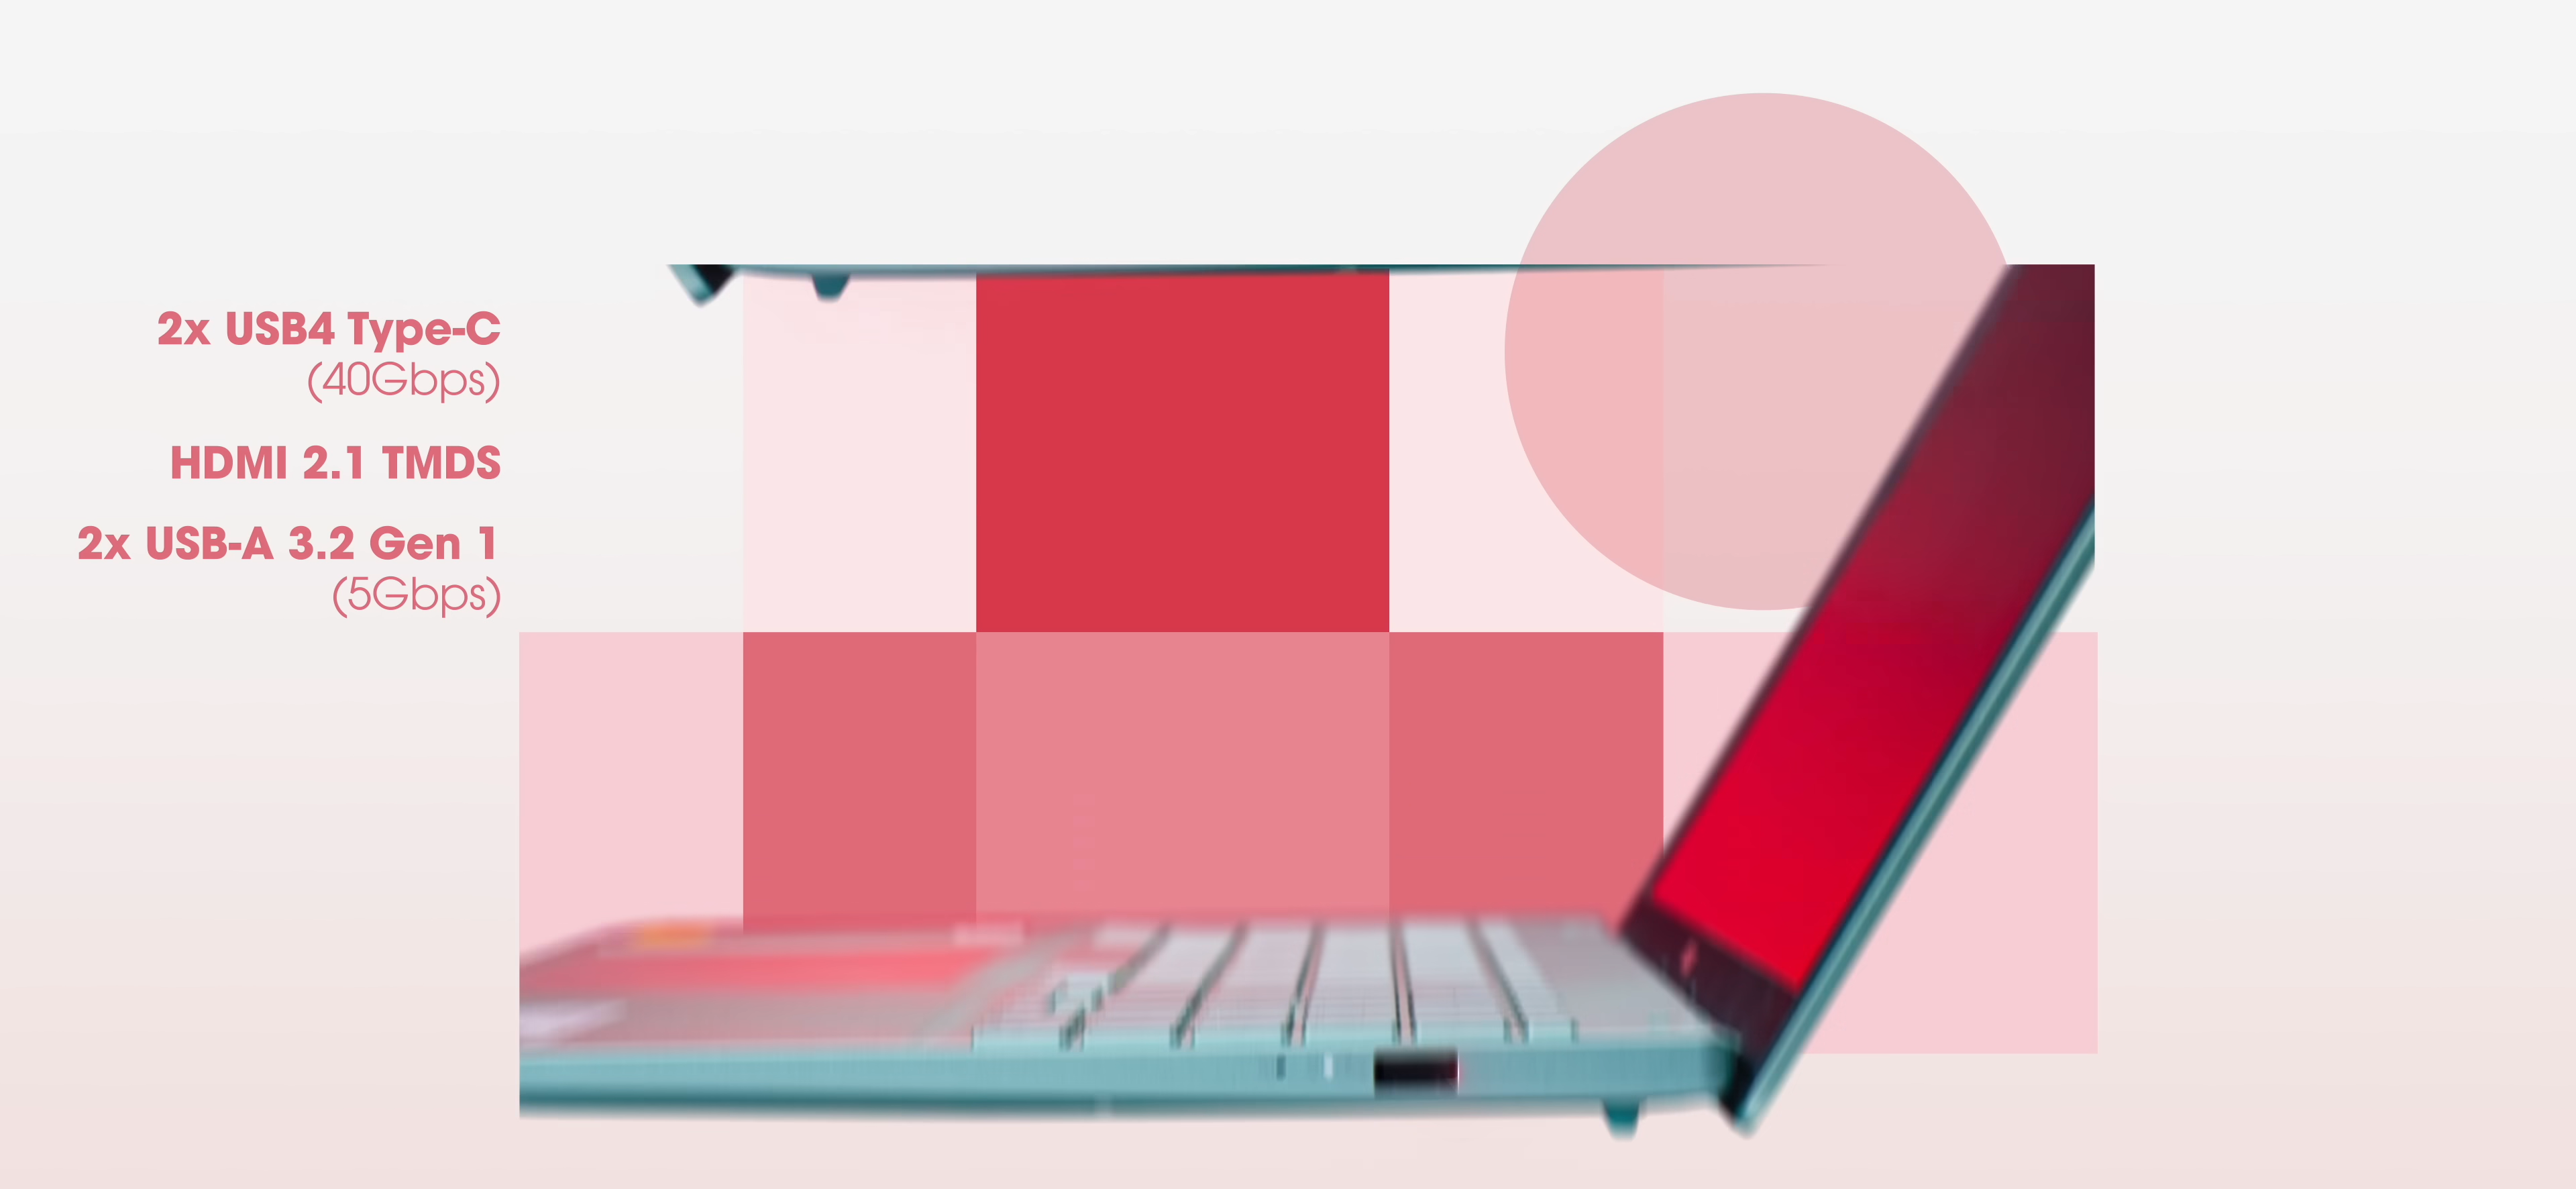 2x USB4 Type-C
(40Gbps)
HDMI 2.1 TMDS
2x USB-A 3.2 Gen 1
(5Gbps)